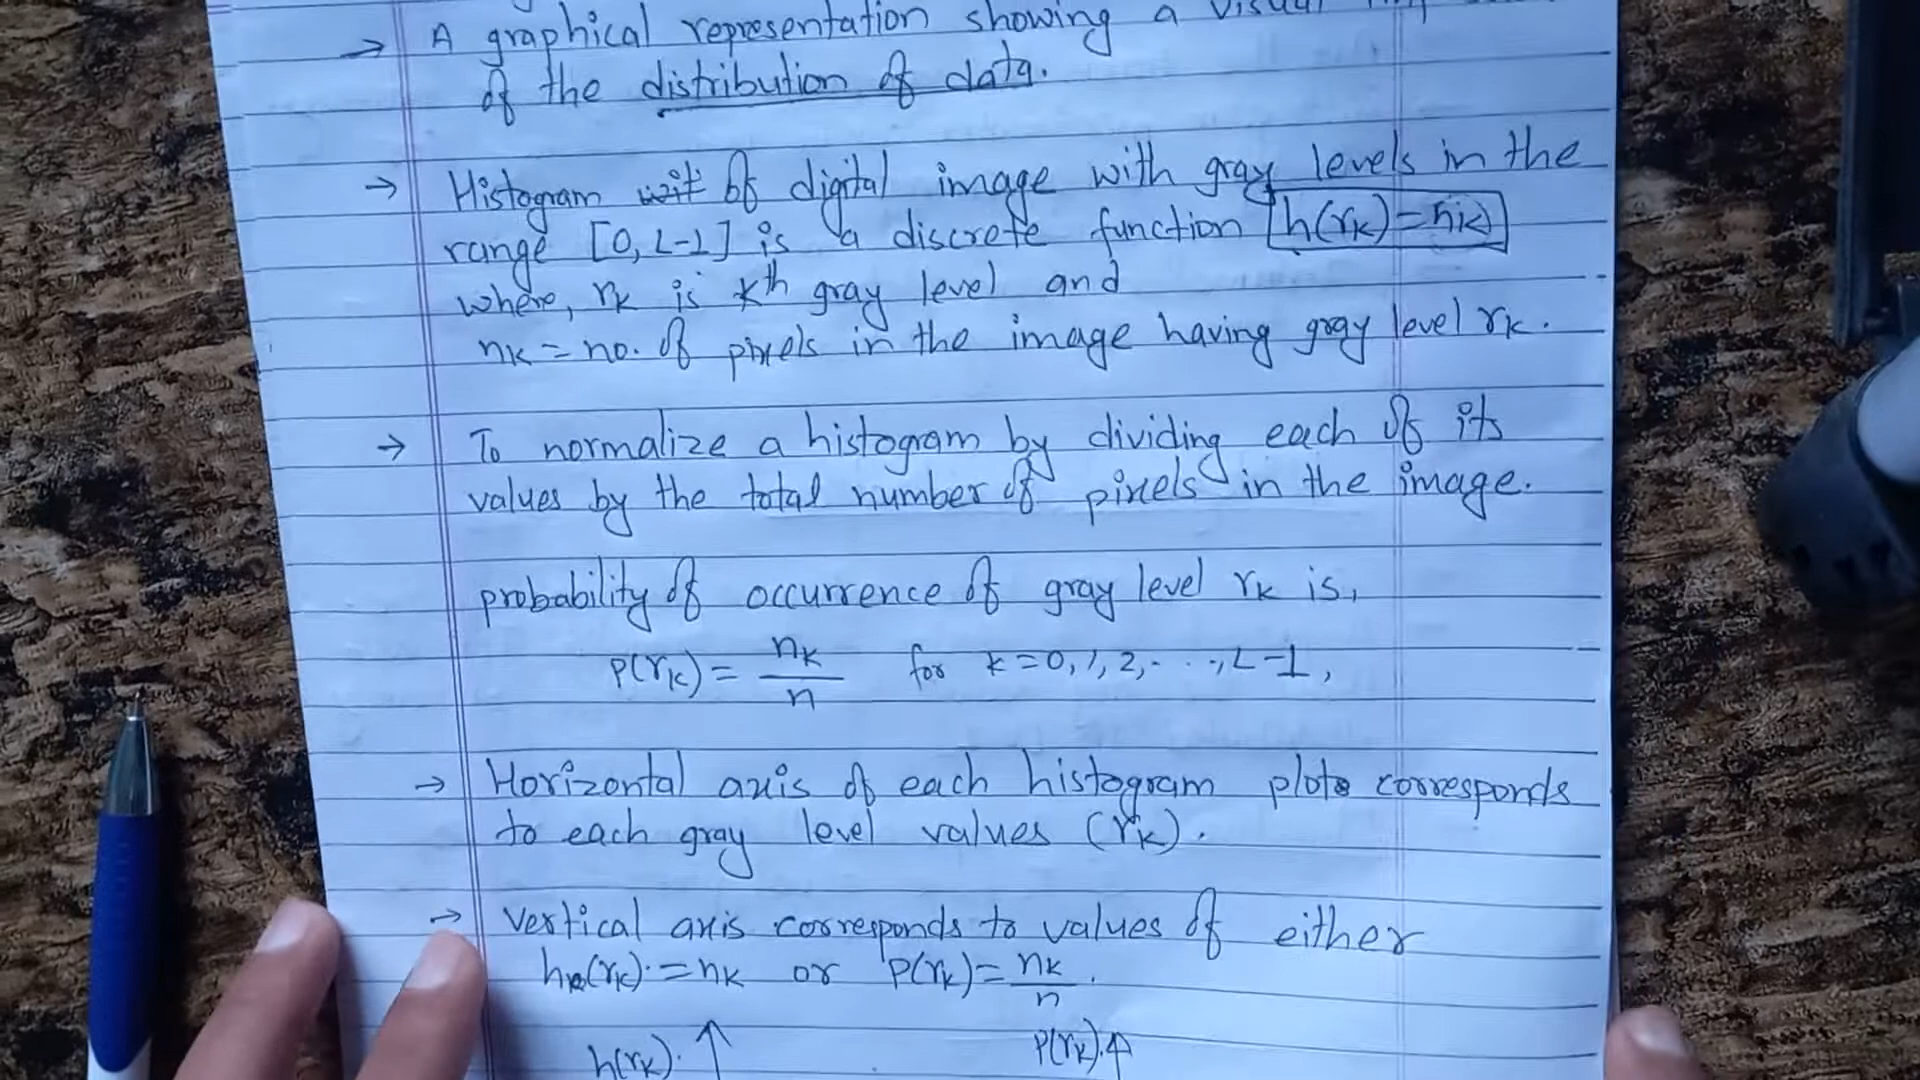 → A graphical representation showing a visual
of the distribution of data.
→ Histogram of digital image with gray levels in the
range [0, L-1] is a discrete function h(rk) = nk
where, rk is kth gray level and
nk = no. of pixels in the image having gray level rk.
→ To normalize a histogram by dividing each of its
values by the total number of pixels in the image.
probability of occurrence of gray level rk is,
P(rk) = nk/n for k = 0, 1, 2, . . ., L-1,
→ Horizontal axis of each histogram plot corresponds
to each gray level values (rk).
→ Vertical axis corresponds to values of either
h(rk) = nk or P(rk) = nk/n.
h(rk) ↑ P(rk) ↑